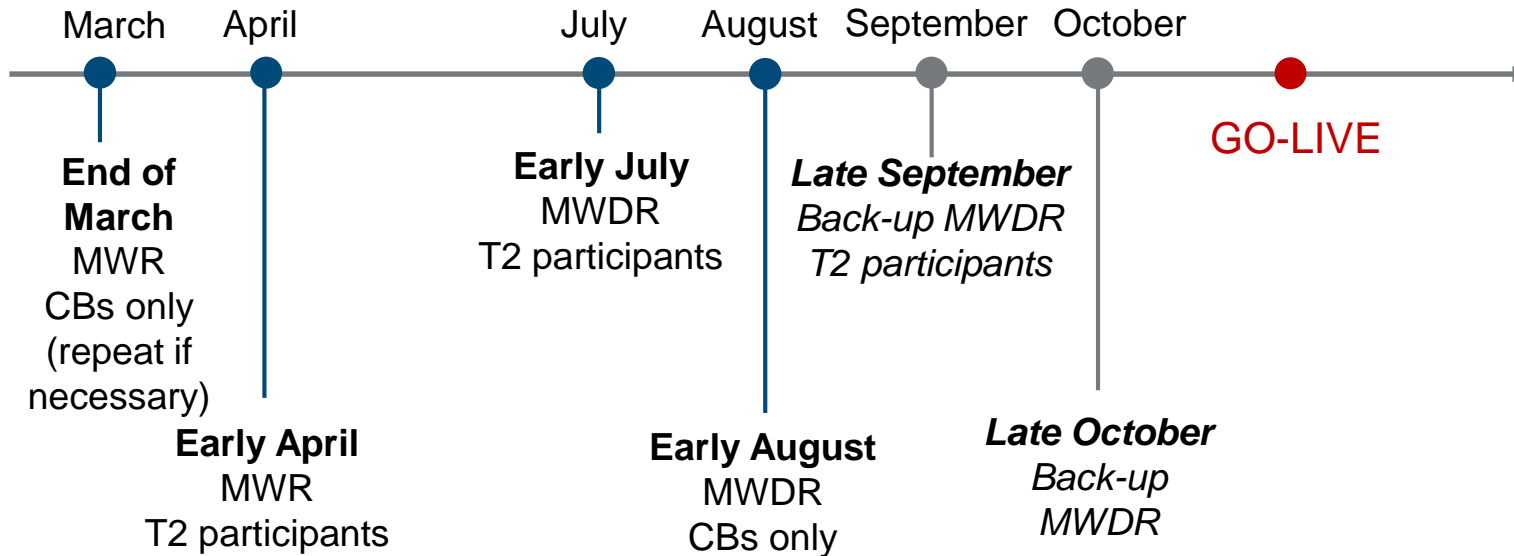 March
April
July
August
September
October
GO-LIVE
End of
March
MWR
CBs only
(repeat if
necessary)
Early April
MWR
T2 participants
Early July
MWDR
T2 participants
Early August
MWDR
CBs only
Late September
Back-up MWDR
T2 participants
Late October
Back-up
MWDR